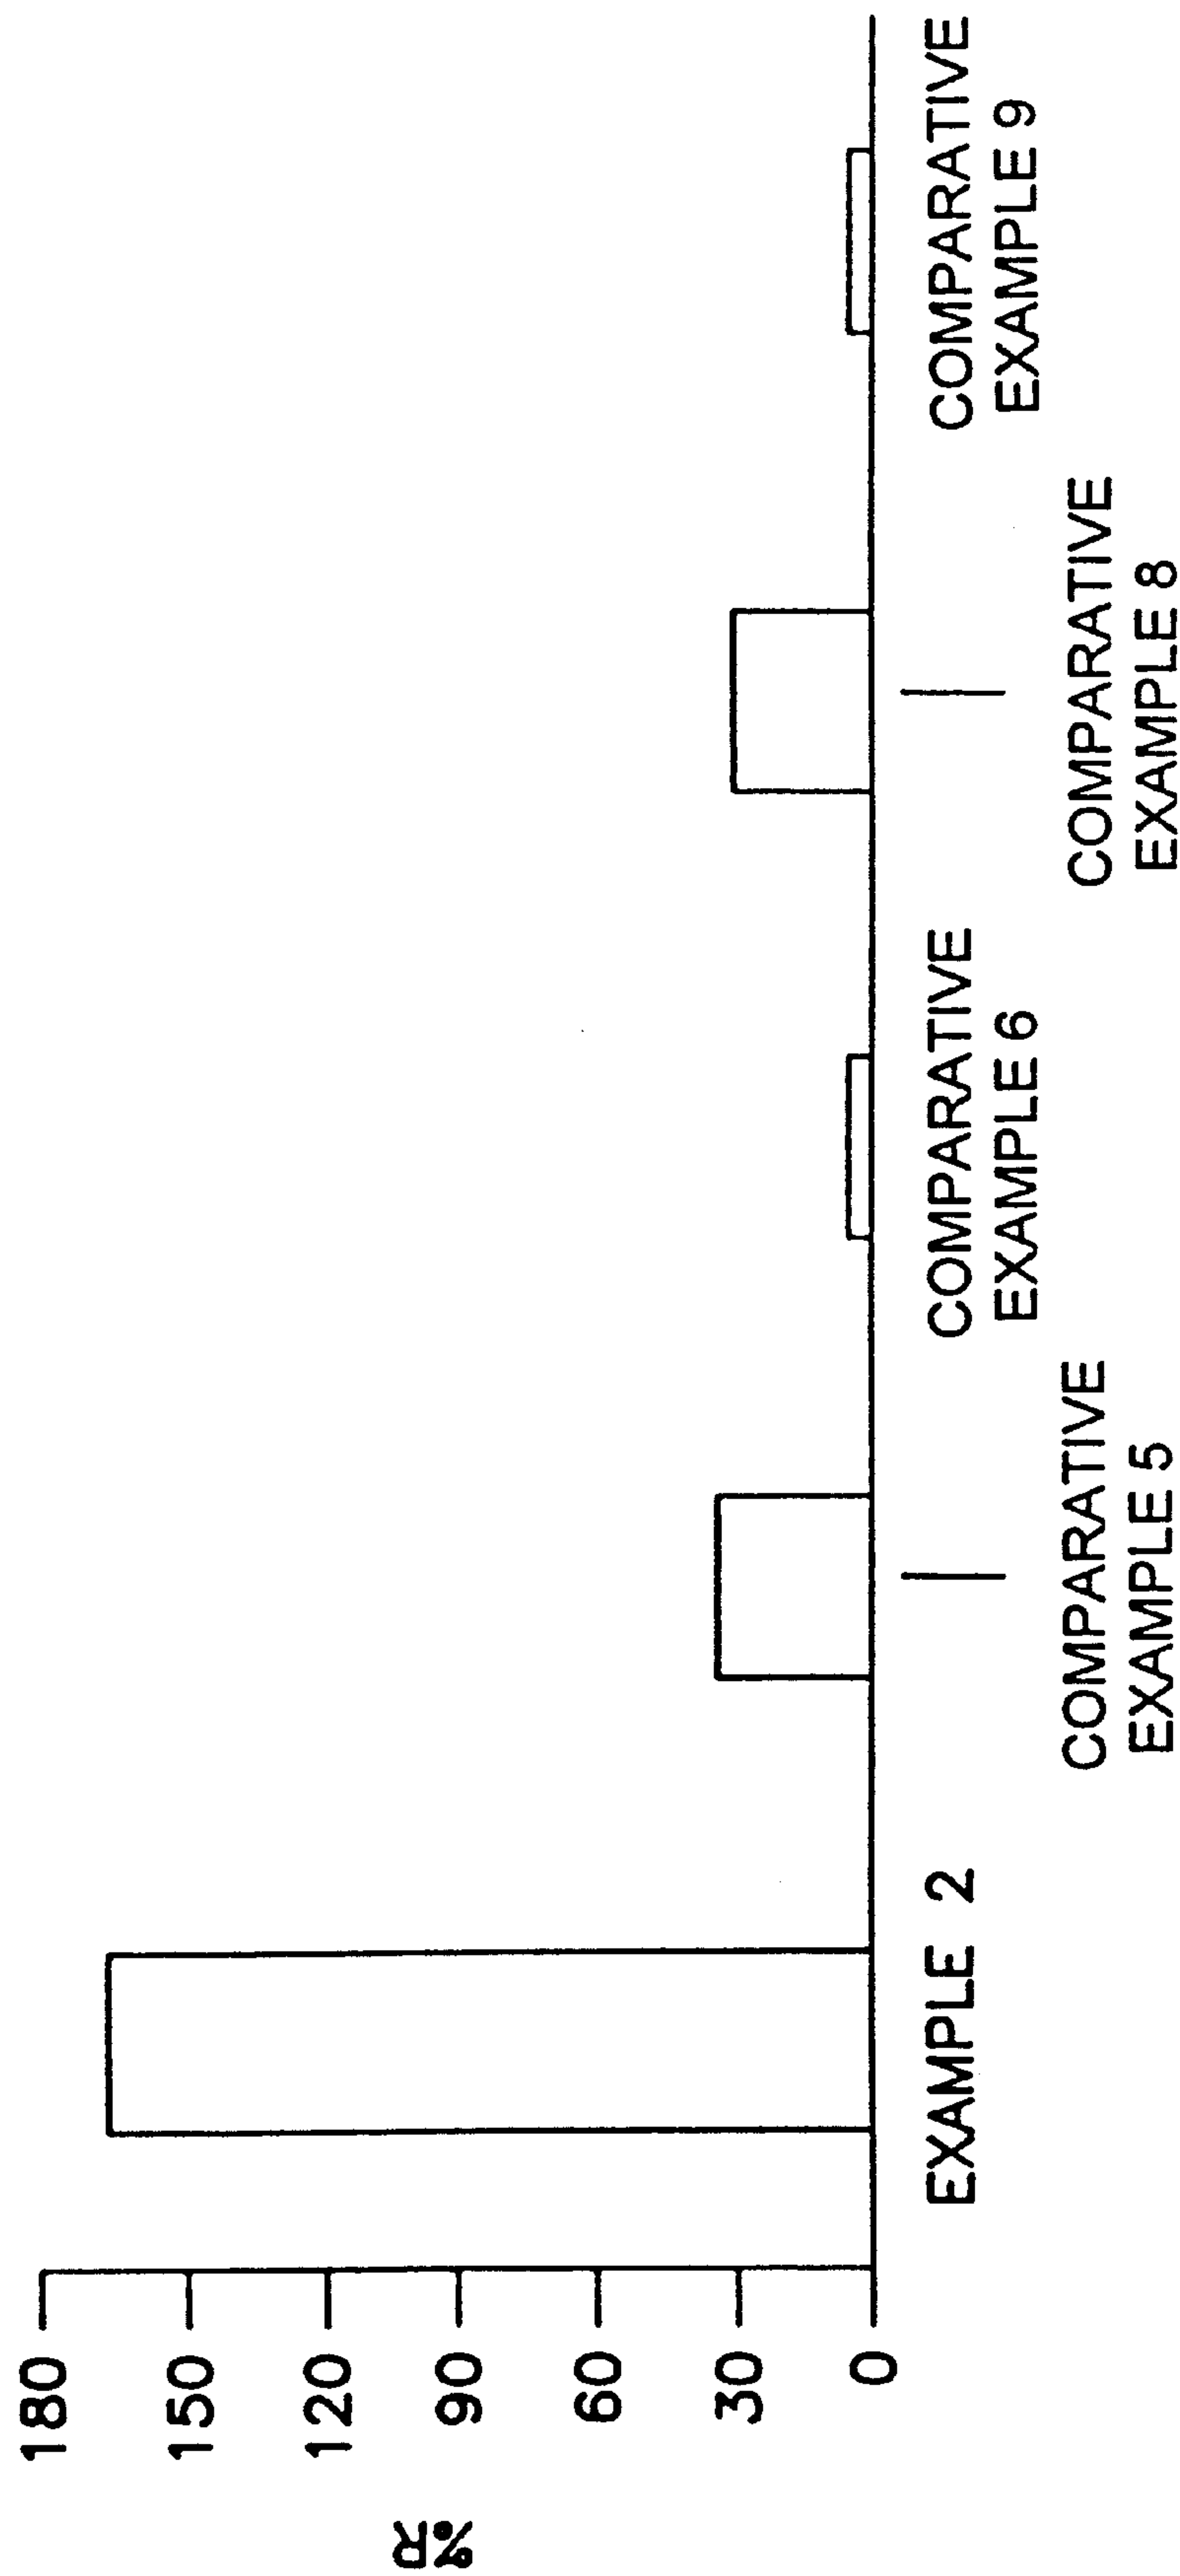 %R
180
150
120
90
60
30
0
EXAMPLE 2
COMPARATIVE
EXAMPLE 5
COMPARATIVE
EXAMPLE 6
COMPARATIVE
EXAMPLE 8
COMPARATIVE
EXAMPLE 9